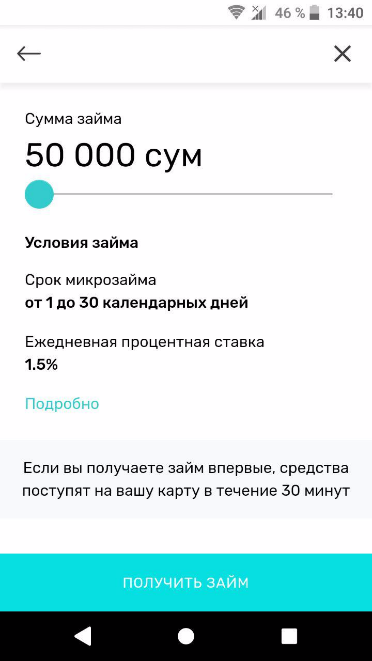 46 % 13:40
Сумма займа
50 000 сум
Условия займа
Срок микрозайма
от 1 до 30 календарных дней
Ежедневная процентная ставка
1.5%
Подробно
Если вы получаете займ впервые, средства
поступят на вашу карту в течение 30 минут
ПОЛУЧИТЬ ЗАЙМ